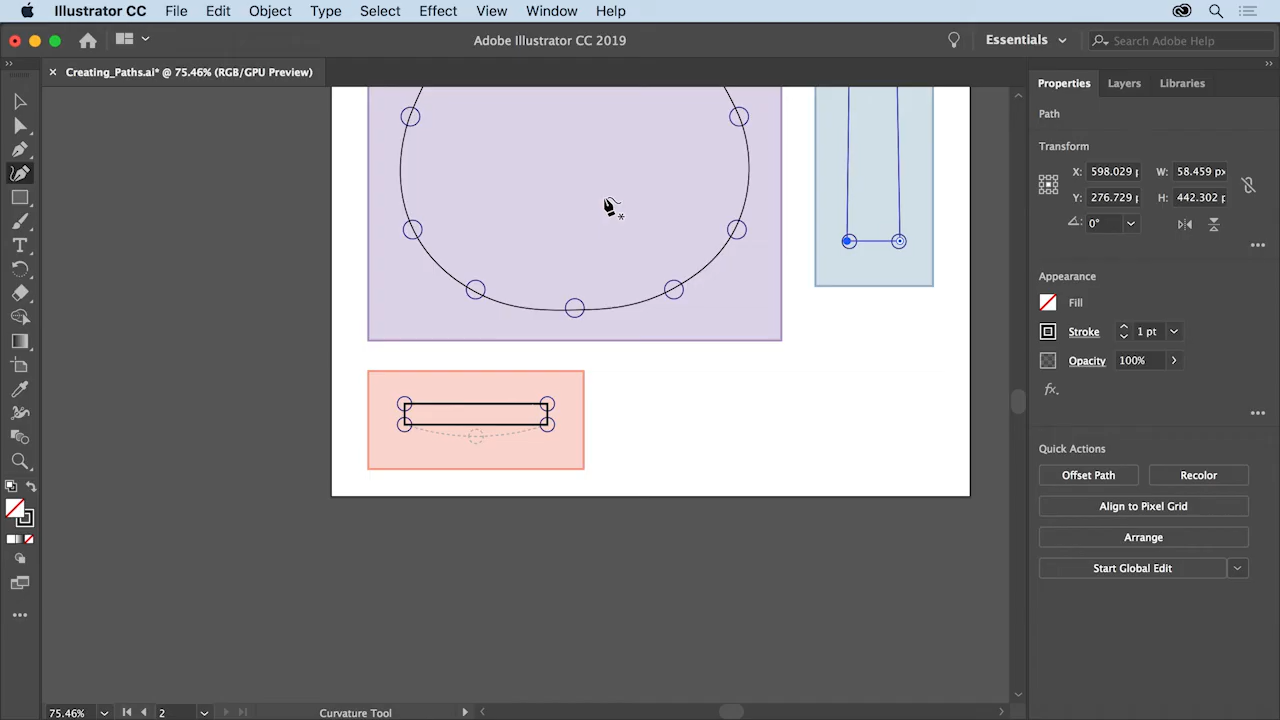 Illustrator CC File Edit Object Type Select Effect View Window Help
Adobe Illustrator CC 2019
Essentials
Search Adobe Help
Creating_Paths.ai* @ 75.46% (RGB/GPU Preview)
Properties Layers Libraries
Path
Transform
X: 598.029 W: 58.459 px
Y: 276.729 H: 442.302
0°
Appearance
Fill
Stroke 1 pt
Opacity 100%
fx.
Quick Actions
Offset Path Recolor
Align to Pixel Grid
Arrange
Start Global Edit
75.46% 2 Curvature Tool